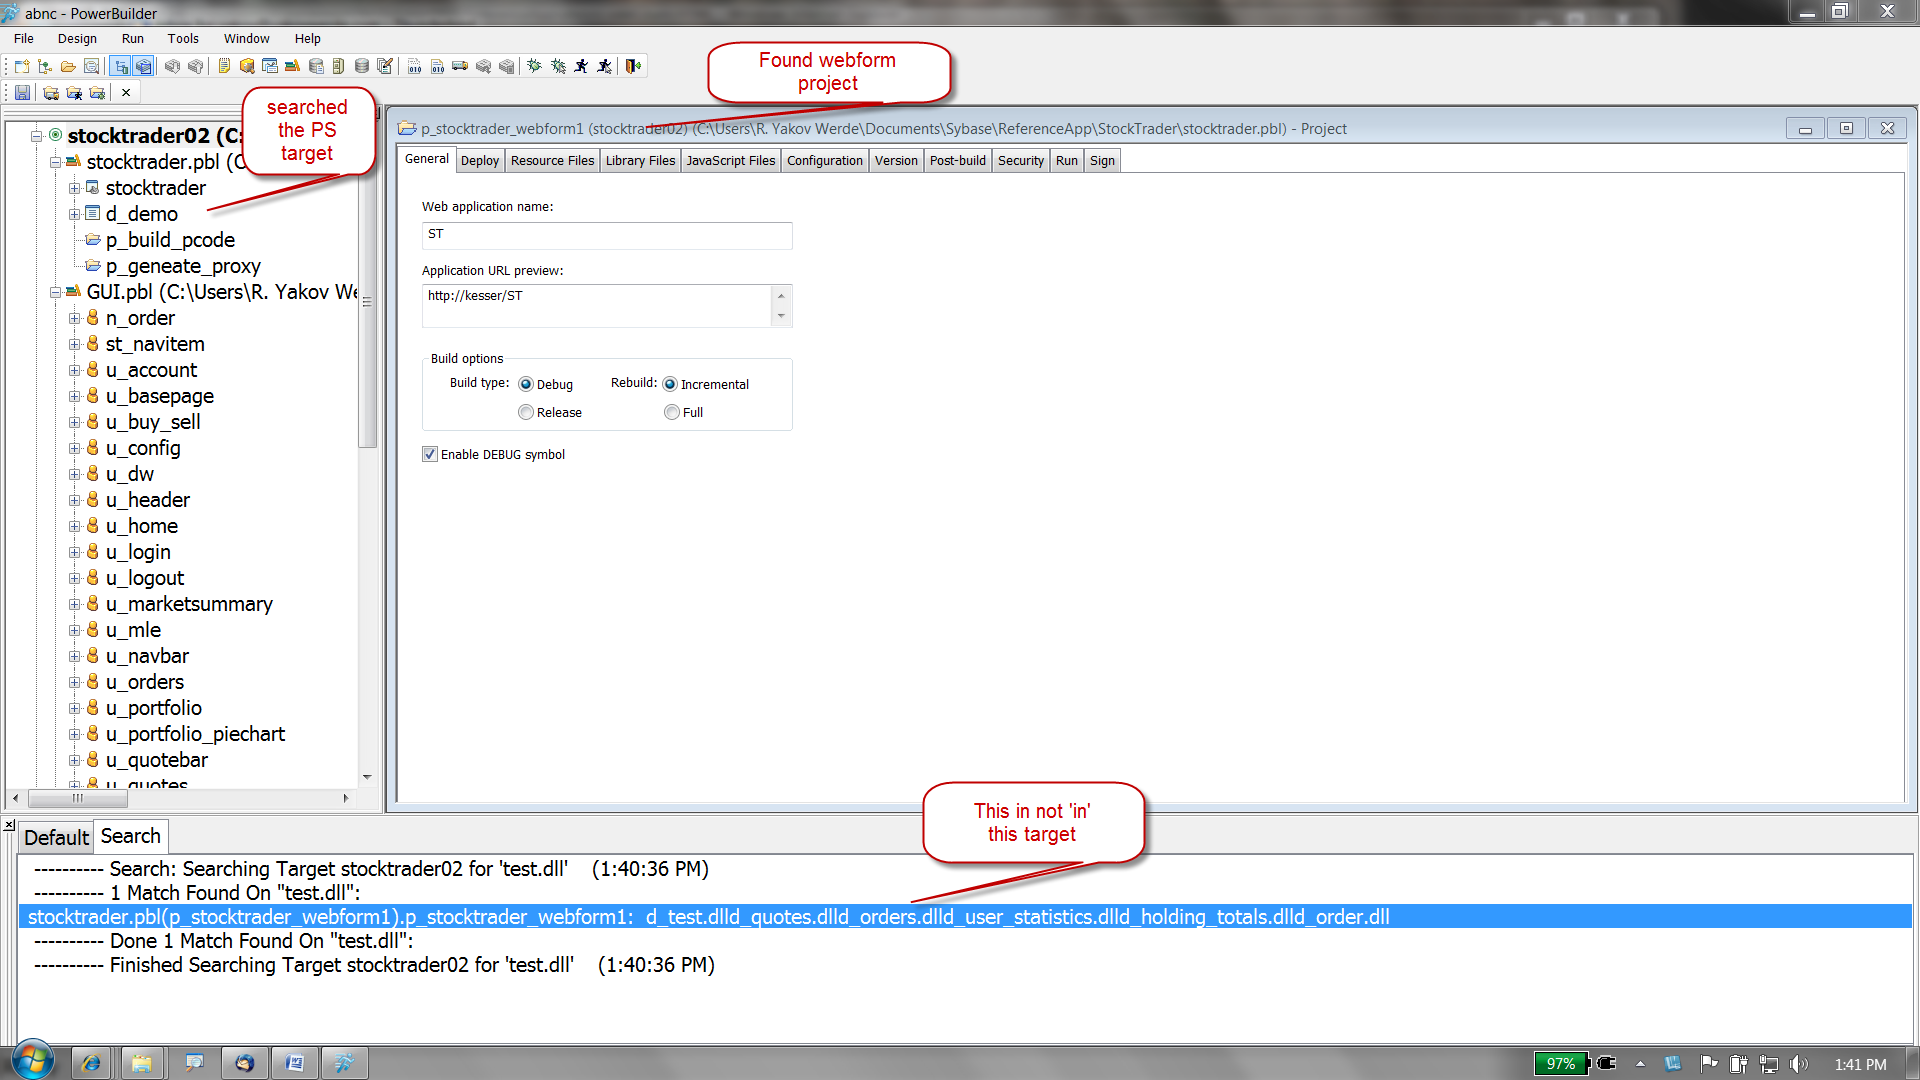 abnc - PowerBuilder
File Design Run Tools Window Help
Found webform
project
searched
the PS
target
stocktrader02 (C:
stocktrader.pbl (C
stocktrader
d_demo
p_build_pcode
p_geneate_proxy
GUI.pbl (C:\Users\R. Yakov We
n_order
st_navitem
u_account
u_basepage
u_buy_sell
u_config
u_dw
u_header
u_home
u_login
u_logout
u_marketsummary
u_mle
u_navbar
u_orders
u_portfolio
u_portfolio_piechart
u_quotebar
u_quotes
p_stocktrader_webform1 (stocktrader02) (C:\Users\R. Yakov Werde\Documents\Sybase\ReferenceApp\StockTrader\stocktrader.pbl) - Project
General Deploy Resource Files Library Files JavaScript Files Configuration Version Post-build Security Run Sign
Web application name:
ST
Application URL preview:
http://kesser/ST
Build options
Build type: Debug Rebuild: Incremental
Release Full
Enable DEBUG symbol
This in not 'in'
this target
Default Search
---------- Search: Searching Target stocktrader02 for 'test.dll' (1:40:36 PM)
---------- 1 Match Found On "test.dll":
stocktrader.pbl(p_stocktrader_webform1).p_stocktrader_webform1: d_test.dlld_quotes.dlld_orders.dlld_user_statistics.dlld_holding_totals.dlld_order.dll
---------- Done 1 Match Found On "test.dll":
---------- Finished Searching Target stocktrader02 for 'test.dll' (1:40:36 PM)
97% 1:41 PM